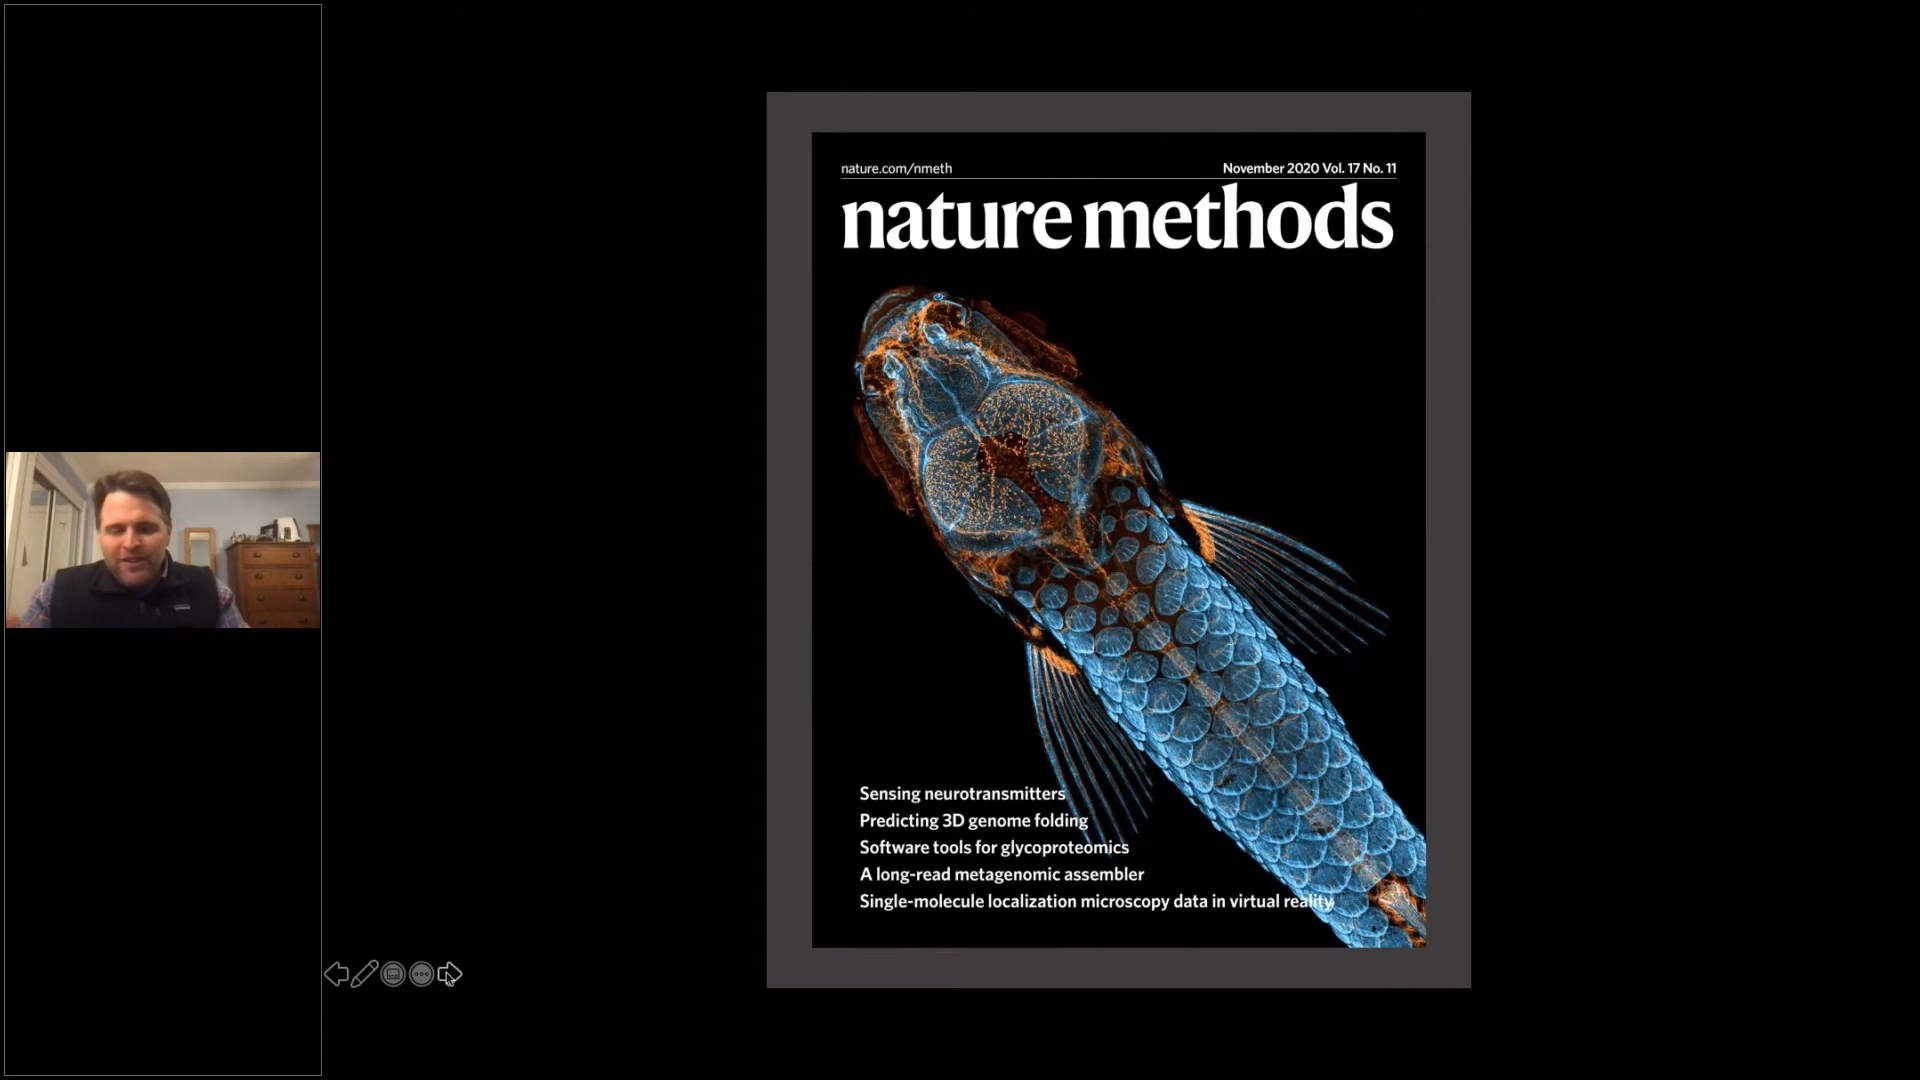 nature.com/nmeth
November 2020 Vol. 17 No. 11
nature methods
Sensing neurotransmitters
Predicting 3D genome folding
Software tools for glycoproteomics
A long-read metagenomic assembler
Single-molecule localization microscopy data in virtual reality